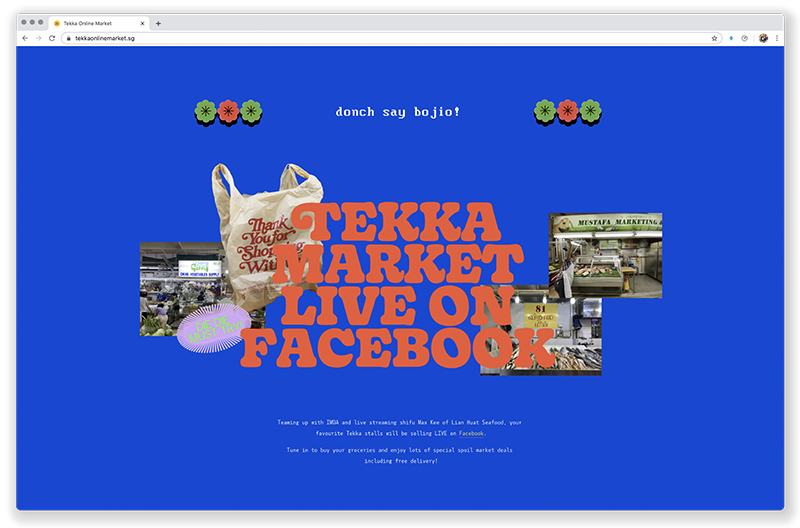 Tekka Online Market
tekkaonlinemarket.sg
donch say bojio!
Thank
You for
Shopping
With
TEKKA
MARKET
LIVE ON
FACEBOOK
MUSTAFA MARKETING
81
Teaming up with IMDA and live streaming shifu Max Kee of Lian Huat Seafood, your
favourite Tekka stalls will be selling LIVE on Facebook.
Tune in to buy your groceries and enjoy lots of special spoil market deals
including free delivery!